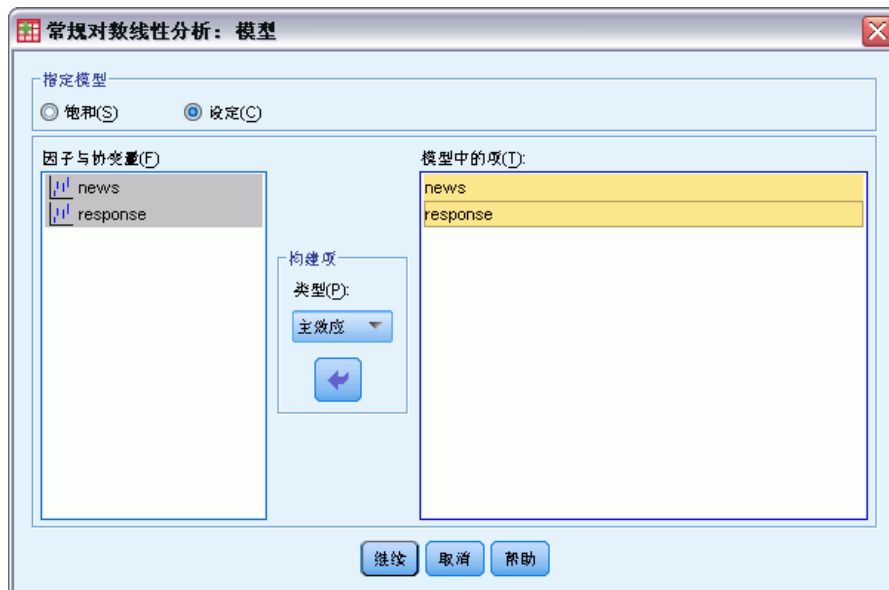 常规对数线性分析：模型
指定模型
饱和(S)
设定(C)
因子与协变量(F)
news
response
构建项
类型(P):
主效应
模型中的项(T):
news
response
继续
取消
帮助